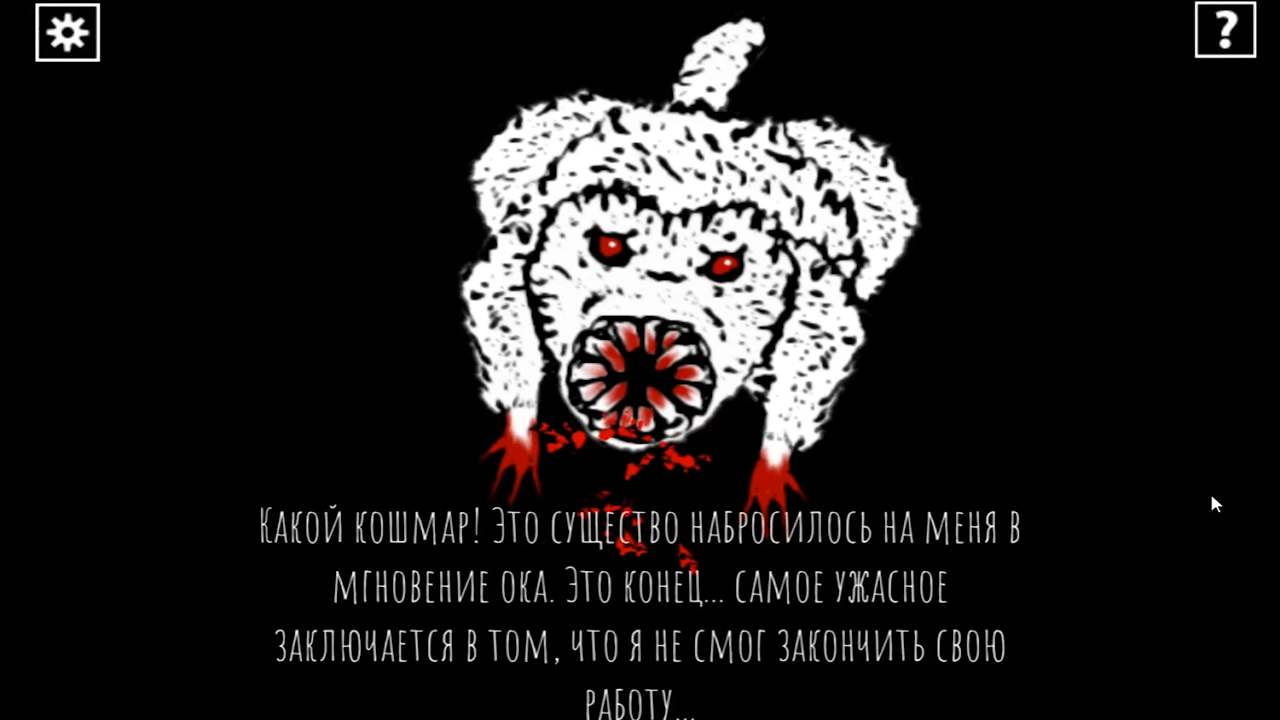 ?
Какой кошмар! Это существо набросилось на меня в
мгновение ока. Это конец... самое ужасное
заключается в том, что я не смог закончить свою
работу...